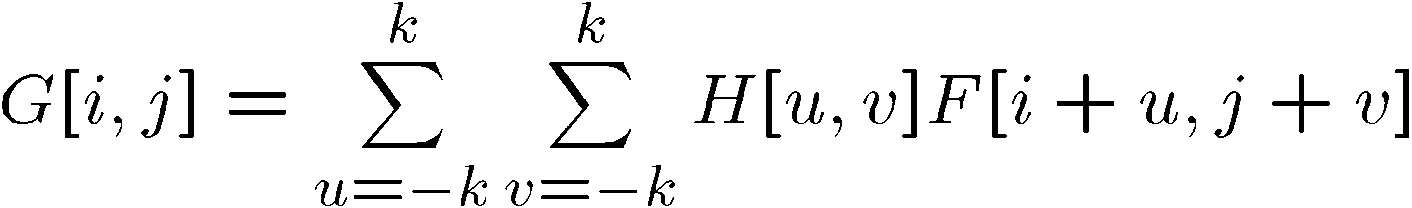 G[i, j] = \sum_{u=-k}^{k} \sum_{v=-k}^{k} H[u, v]F[i + u, j + v]